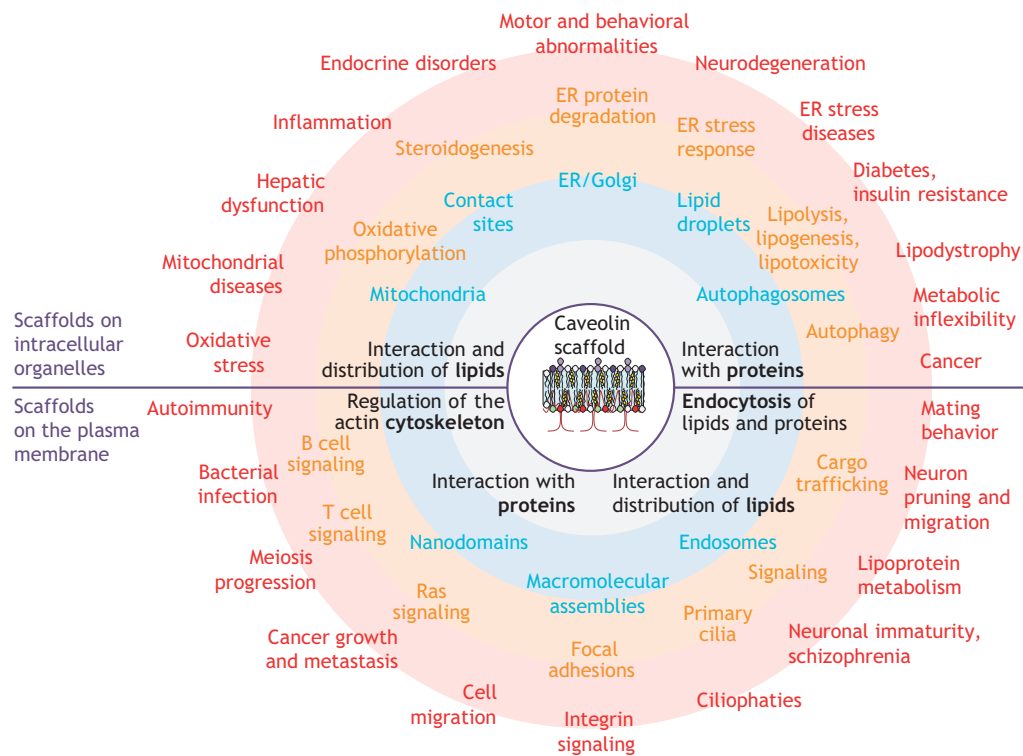 Motor and behavioral
abnormalities
Endocrine disorders
Neurodegeneration
ER protein
degradation
ER stress
diseases
Inflammation
Steroidogenesis
ER stress
response
Hepatic
dysfunction
Contact
sites
ER/Golgi
Lipid
droplets
Diabetes,
insulin resistance
Oxidative
phosphorylation
Lipolysis,
lipogenesis,
lipotoxicity
Lipodystrophy
Mitochondrial
diseases
Mitochondria
Autophagosomes
Metabolic
inflexibility
Scaffolds on
intracellular
organelles
Oxidative
stress
Interaction and
distribution of lipids
Caveolin
scaffold
Interaction
with proteins
Autophagy
Cancer
Scaffolds
on the plasma
membrane
Autoimmunity
Regulation of the
actin cytoskeleton
Endocytosis of
lipids and proteins
Mating
behavior
B cell
signaling
Cargo
trafficking
Bacterial
infection
Interaction with
proteins
Interaction and
distribution of lipids
Neuron
pruning and
migration
T cell
signaling
Nanodomains
Endosomes
Meiosis
progression
Macromolecular
assemblies
Signaling
Lipoprotein
metabolism
Ras
signaling
Primary
cilia
Cancer growth
and metastasis
Focal
adhesions
Neuronal immaturity,
schizophrenia
Cell
migration
Integrin
signaling
Ciliophaties